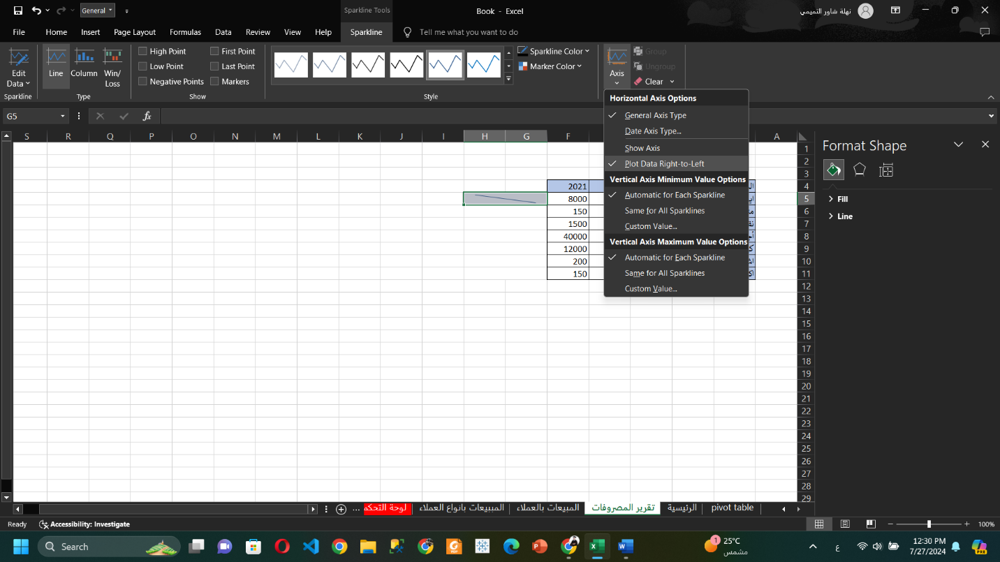 General
Sparkline Tools
Book - Excel
نهلة شاور التميمي
File Home Insert Page Layout Formulas Data Review View Help Sparkline Tell me what you want to do
Edit Data
Line
Column
Win/Loss
High Point
First Point
Low Point
Last Point
Negative Points
Markers
Sparkline Color
Marker Color
Axis
Group
Ungroup
Clear
Sparkline
Type
Show
Style
G5
fx
Horizontal Axis Options
General Axis Type
Date Axis Type...
Show Axis
Plot Data Right-to-Left
Vertical Axis Minimum Value Options
Automatic for Each Sparkline
Same for All Sparklines
Custom Value...
Vertical Axis Maximum Value Options
Automatic for Each Sparkline
Same for All Sparklines
Custom Value...
S R Q P O N M L K J I H G F A
1
2
3
4
5
6
7
8
9
10
11
12
13
14
15
16
17
18
19
20
21
22
23
24
25
26
27
28
29
2021
8000
150
1500
40000
12000
200
150
Format Shape
Fill
Line
... لوحة التحكم
المبيعات بانواع العملاء
المبيعات بالعملاء
تقرير المصروفات
الرئيسية
pivot table
Ready
Accessibility: Investigate
100%
Search
1
25°C
مشمس
ع
12:30 PM
7/27/2024
PRE